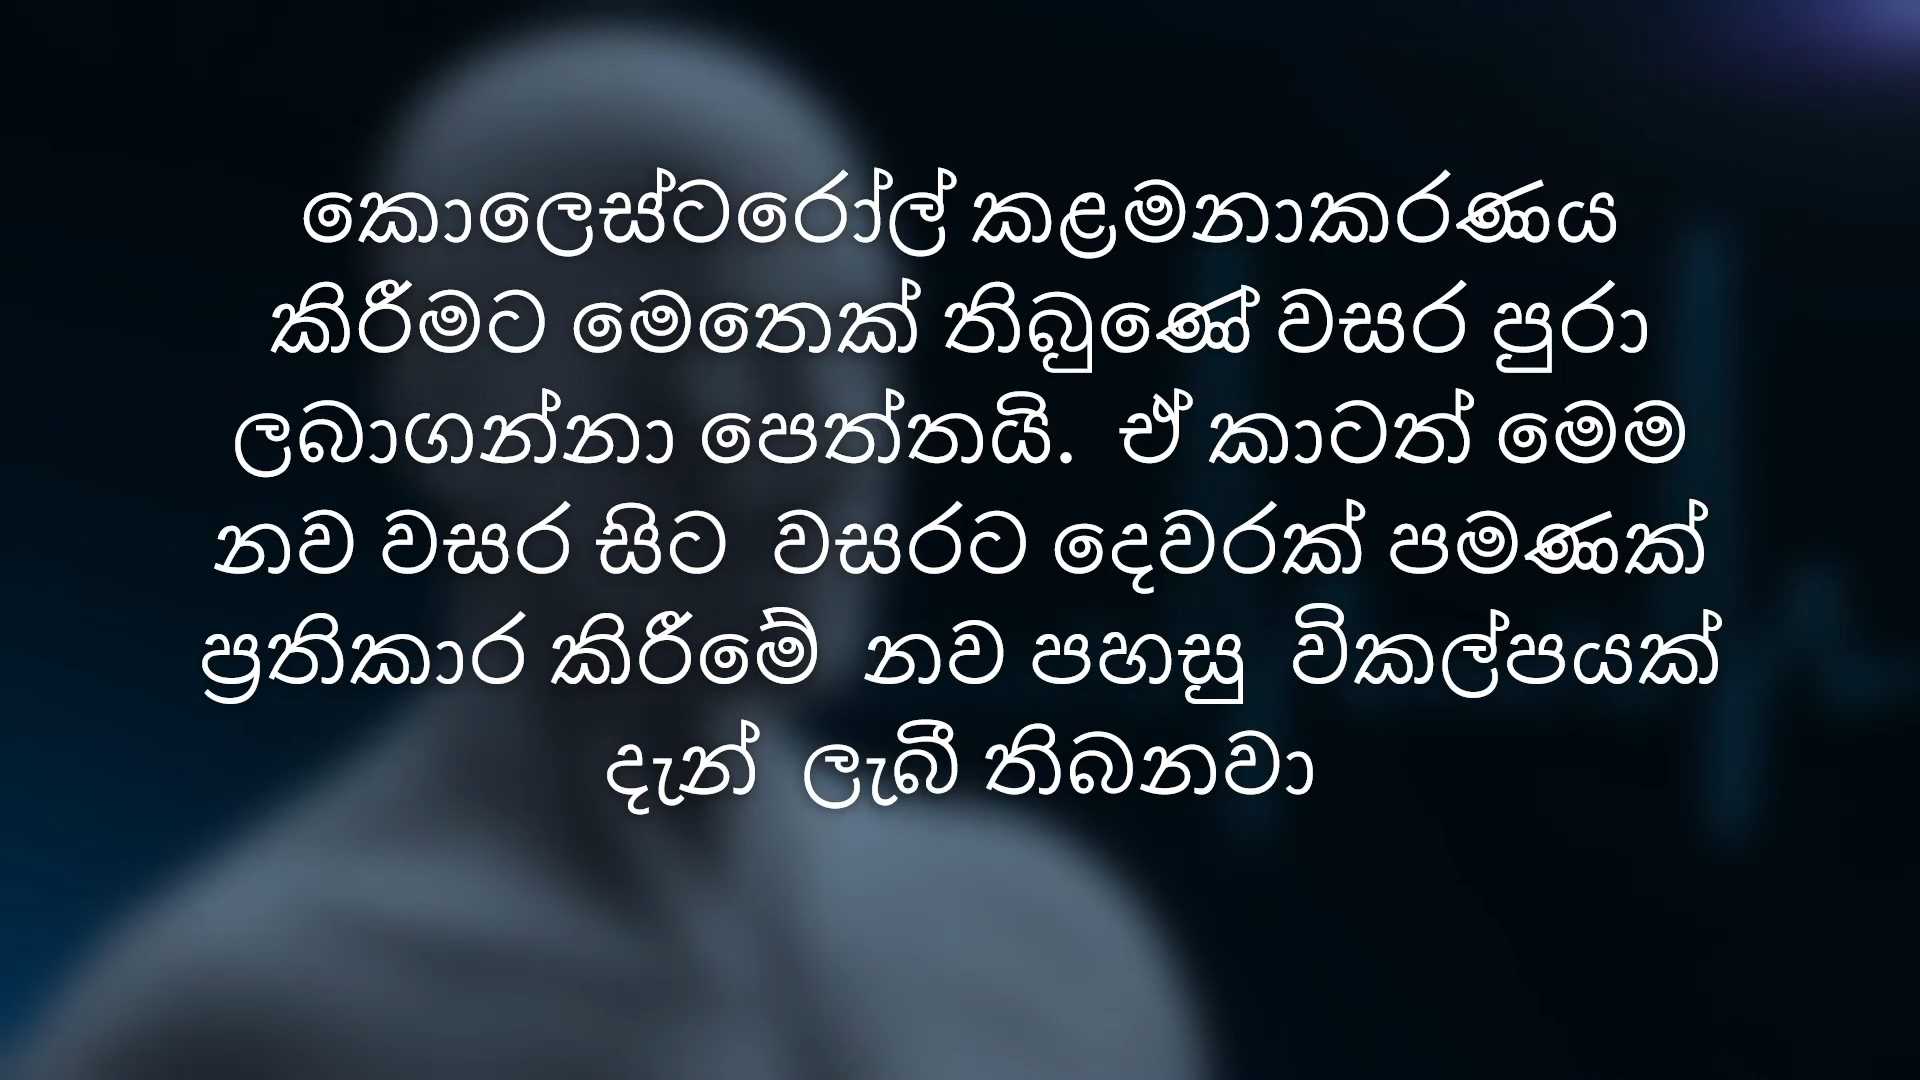 කොලෙස්ටරෝල් කළමනාකරණය
කිරීමට මෙතෙක් තිබුණේ වසර පුරා
ලබාගන්නා පෙත්තයි.  ඒ කාටත් මෙම
නව වසර සිට  වසරට දෙවරක් පමණක්
ප්‍රතිකාර කිරීමේ  නව පහසු  විකල්පයක්
දැන්  ලැබී තිබනවා